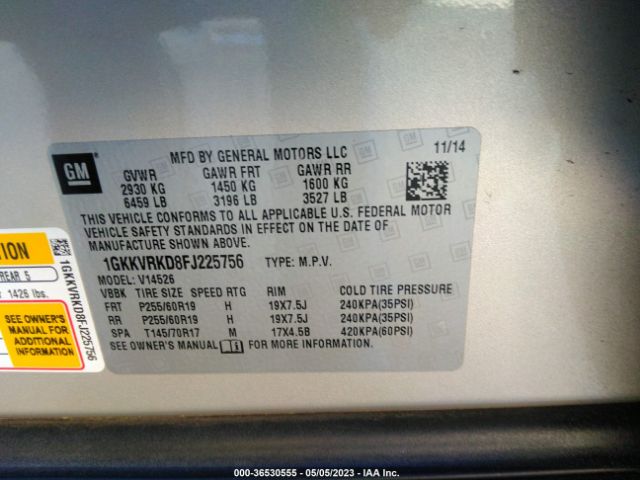 GM
MFD BY GENERAL MOTORS LLC
11/14
GVWR GAWR FRT GAWR RR
2930 KG 1450 KG 1600 KG
6459 LB 3196 LB 3527 LB
THIS VEHICLE CONFORMS TO ALL APPLICABLE U.S. FEDERAL MOTOR
VEHICLE SAFETY STANDARDS IN EFFECT ON THE DATE OF
MANUFACTURE SHOWN ABOVE.
1GKKVRKD8FJ225756 TYPE: M.P.V.
MODEL: V14526
VBBK TIRE SIZE SPEED RTG RIM COLD TIRE PRESSURE
FRT P255/60R19 H 19X7.5J 240KPA(35PSI)
RR P255/60R19 H 19X7.5J 240KPA(35PSI)
SPA T145/70R17 M 17X4.5B 420KPA(60PSI)
SEE OWNER'S MANUAL FOR MORE INFORMATION.
TION
REAR 5
1426 lbs.
SEE OWNER'S
MANUAL FOR
ADDITIONAL
INFORMATION
1GKKVRKD8FJ225756
000-36530555 - 05/05/2023 - IAA Inc.